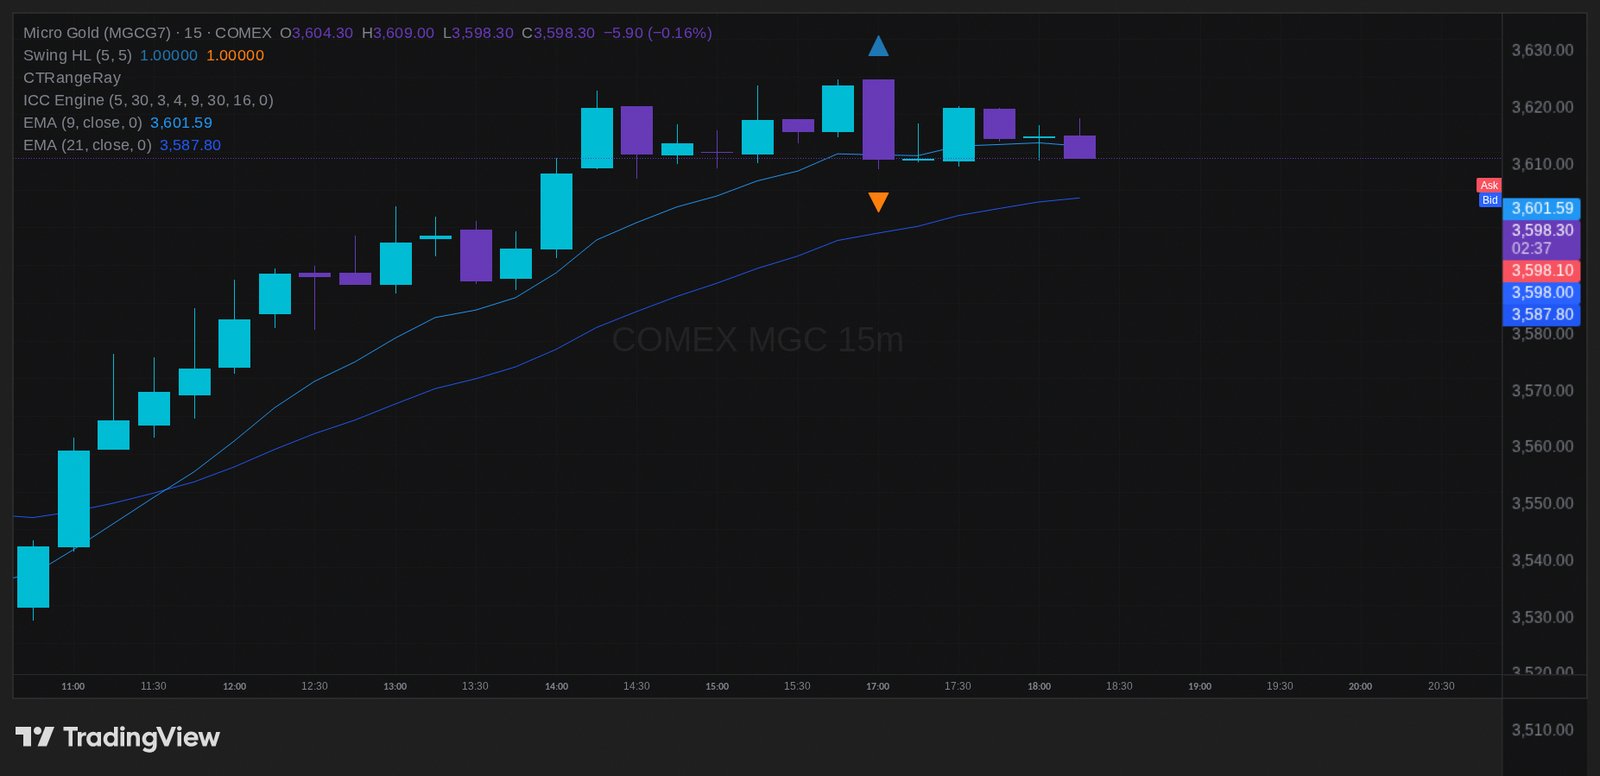 Micro Gold (MGCG7) · 15 · COMEX O3,604.30 H3,609.00 L3,598.30 C3,598.30 −5.90 (−0.16%)
Swing HL (5, 5) 1.00000 1.00000
CTRangeRay
ICC Engine (5, 30, 3, 4, 9, 30, 16, 0)
EMA (9, close, 0) 3,601.59
EMA (21, close, 0) 3,587.80
COMEX MGC 15m
3,630.00
3,620.00
3,610.00
Ask
Bid
3,601.59
3,598.30
02:37
3,598.10
3,598.00
3,587.80
3,580.00
3,570.00
3,560.00
3,550.00
3,540.00
3,530.00
3,520.00
3,510.00
11:00 11:30 12:00 12:30 13:00 13:30 14:00 14:30 15:00 15:30 17:00 17:30 18:00 18:30 19:00 19:30 20:00 20:30
TradingView